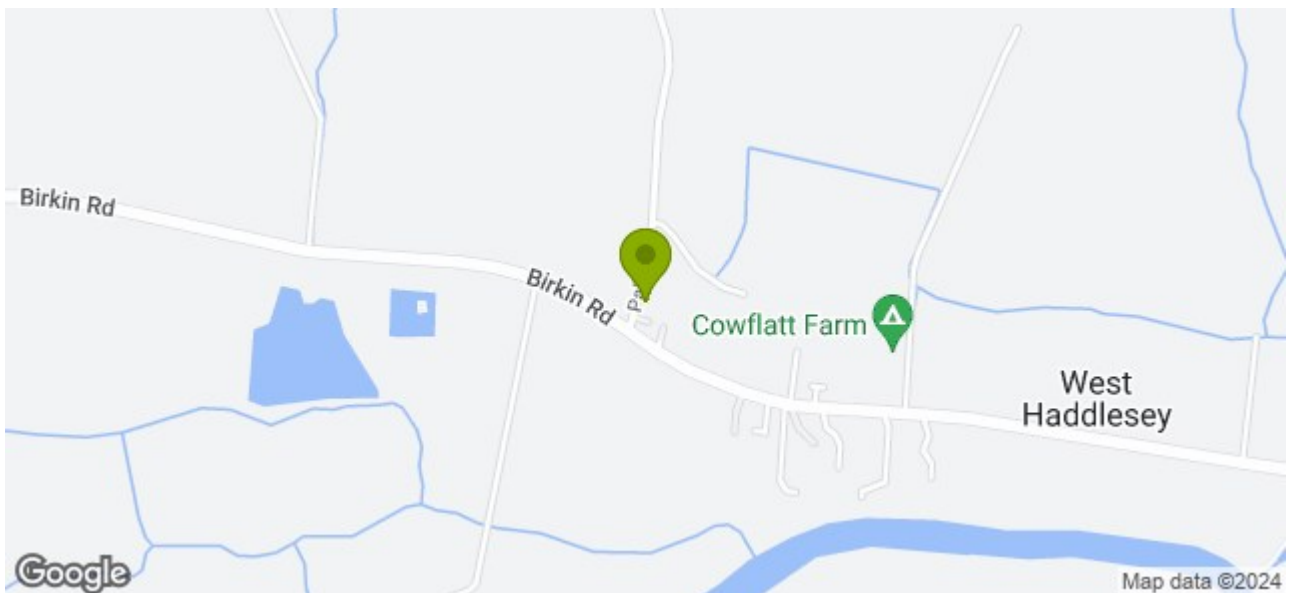 Birkin Rd
Birkin Rd
Cowflatt Farm
West
Haddlesey
Google
Map data ©2024